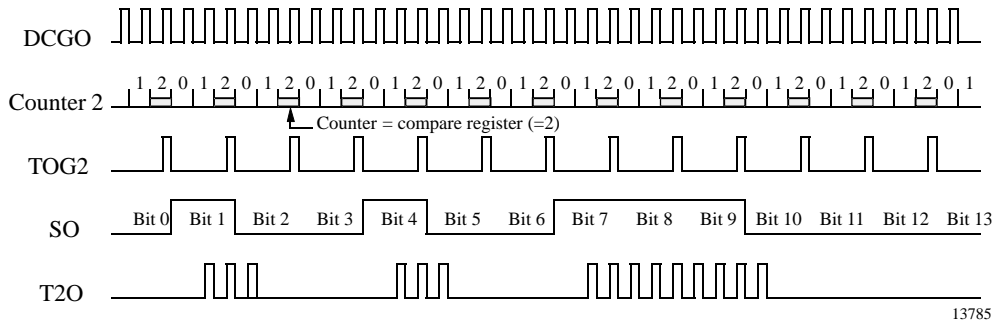 DCGO
1 2 0 1 2 0 1 2 0 1 2 0 1 2 0 1 2 0 1 2 0 1 2 0 1 2 0 1 2 0 1 2 0 1 2 0 1 2 0 1
Counter 2
Counter = compare register (=2)
TOG2
SO
Bit 0 Bit 1 Bit 2 Bit 3 Bit 4 Bit 5 Bit 6 Bit 7 Bit 8 Bit 9 Bit 10 Bit 11 Bit 12 Bit 13
T2O
13785